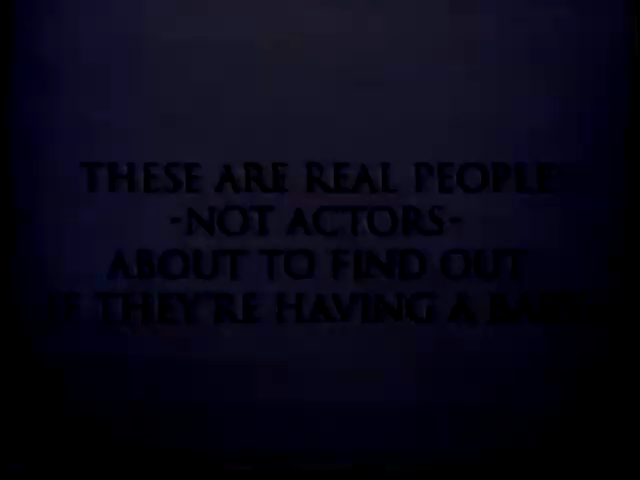 THESE ARE REAL PEOPLE
-NOT ACTORS-
ABOUT TO FIND OUT
IF THEY'RE HAVING A